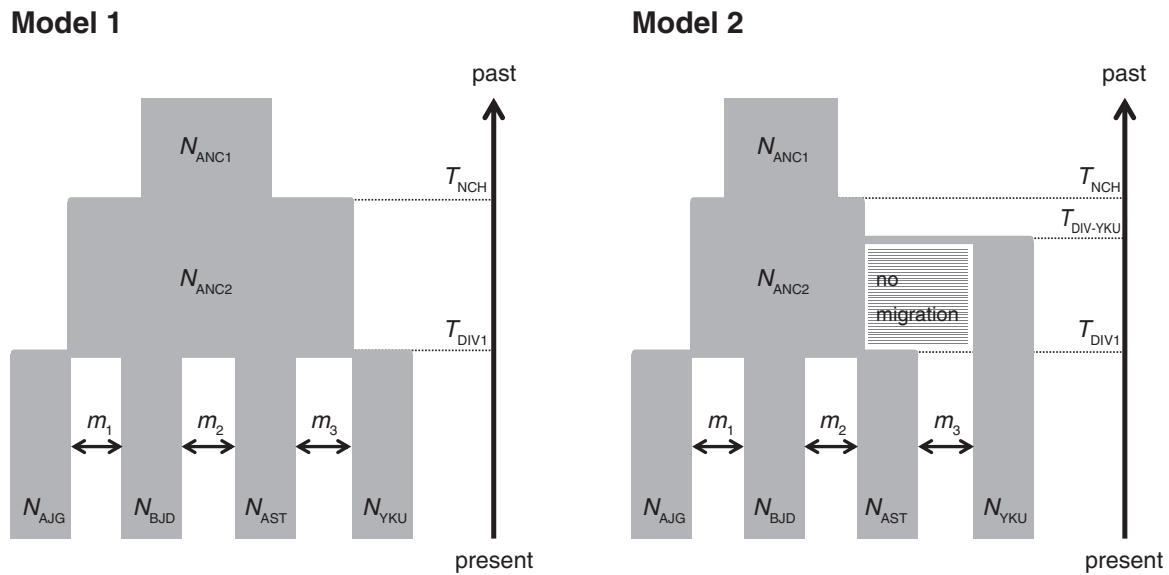 Model 1
past
N_ANC1
T_NCH
N_ANC2
T_DIV1
m_1
m_2
m_3
N_AJG
N_BJD
N_AST
N_YKU
present
Model 2
past
N_ANC1
T_NCH
T_DIV-YKU
N_ANC2
no
migration
T_DIV1
m_1
m_2
m_3
N_AJG
N_BJD
N_AST
N_YKU
present